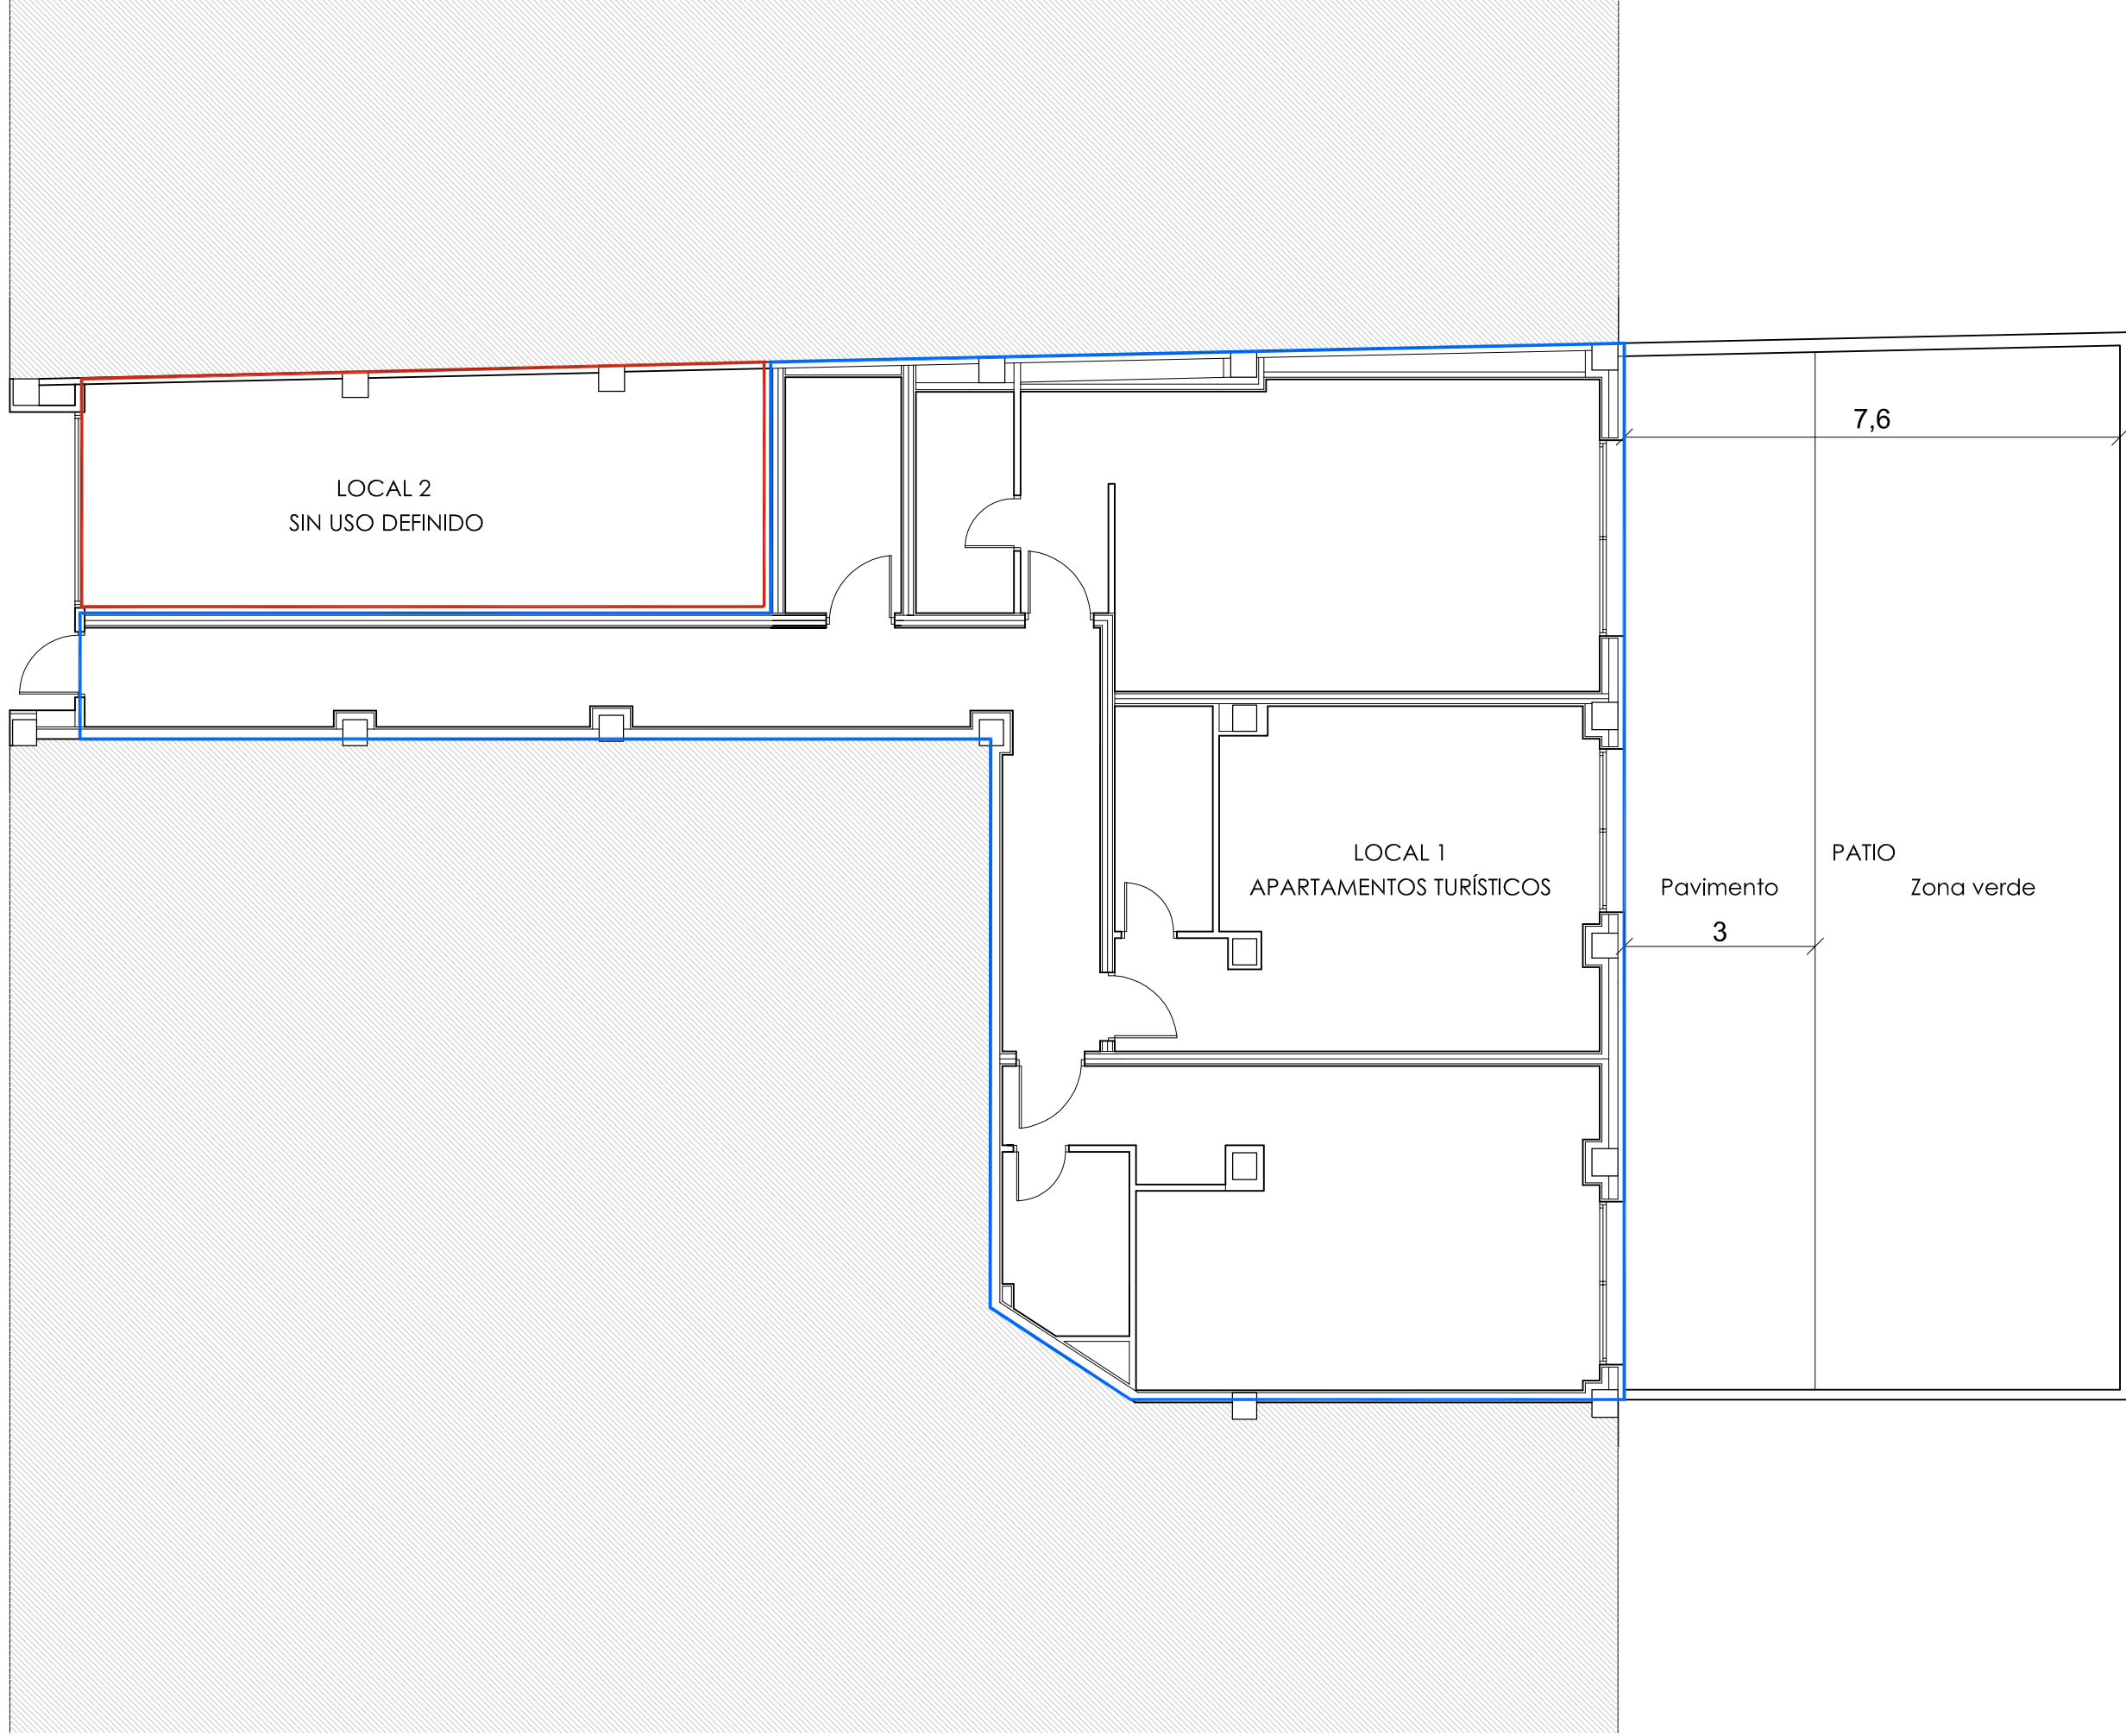 7,6
LOCAL 2
SIN USO DEFINIDO
LOCAL 1
APARTAMENTOS TURÍSTICOS
PATIO
Pavimento
Zona verde
3